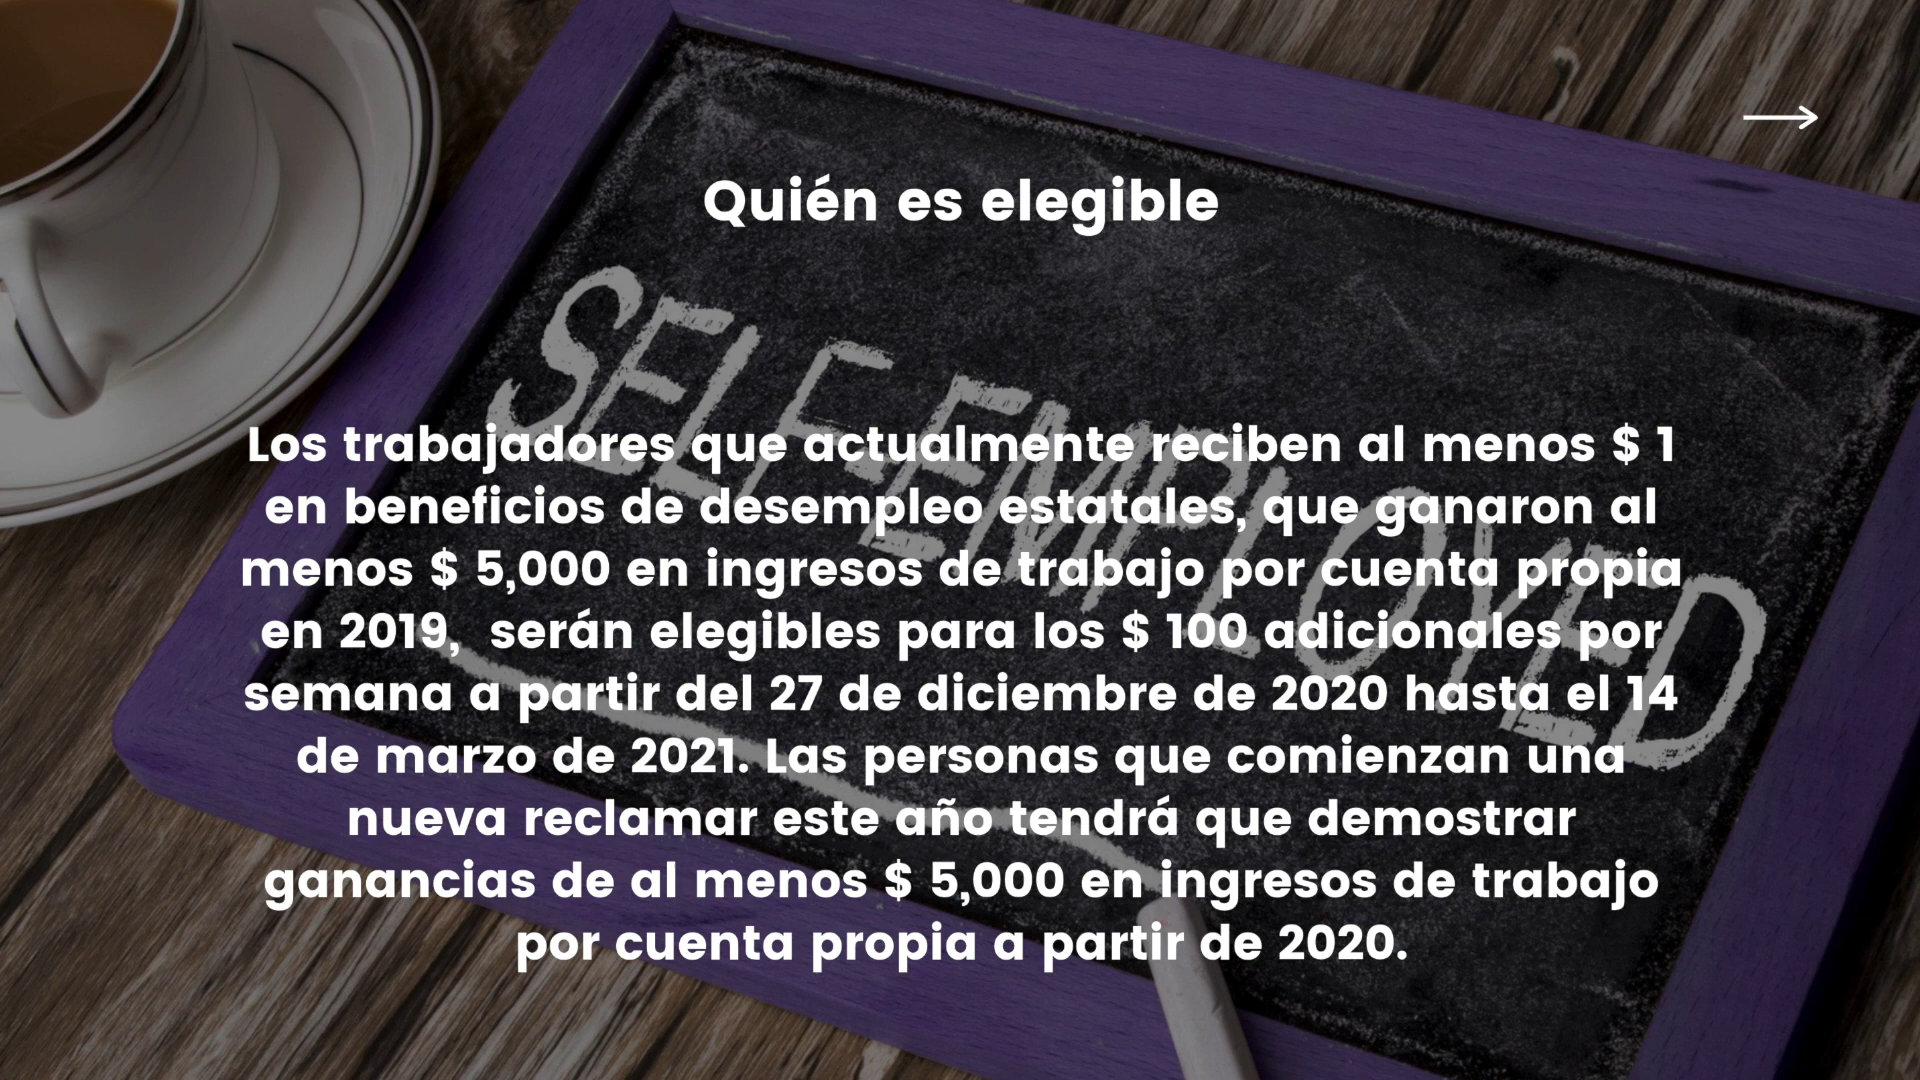 Quién es elegible
SELF-EMPLOYED
Los trabajadores que actualmente reciben al menos $ 1
en beneficios de desempleo estatales, que ganaron al
menos $ 5,000 en ingresos de trabajo por cuenta propia
en 2019,  serán elegibles para los $ 100 adicionales por
semana a partir del 27 de diciembre de 2020 hasta el 14
de marzo de 2021. Las personas que comienzan una
nueva reclamar este año tendrá que demostrar
ganancias de al menos $ 5,000 en ingresos de trabajo
por cuenta propia a partir de 2020.